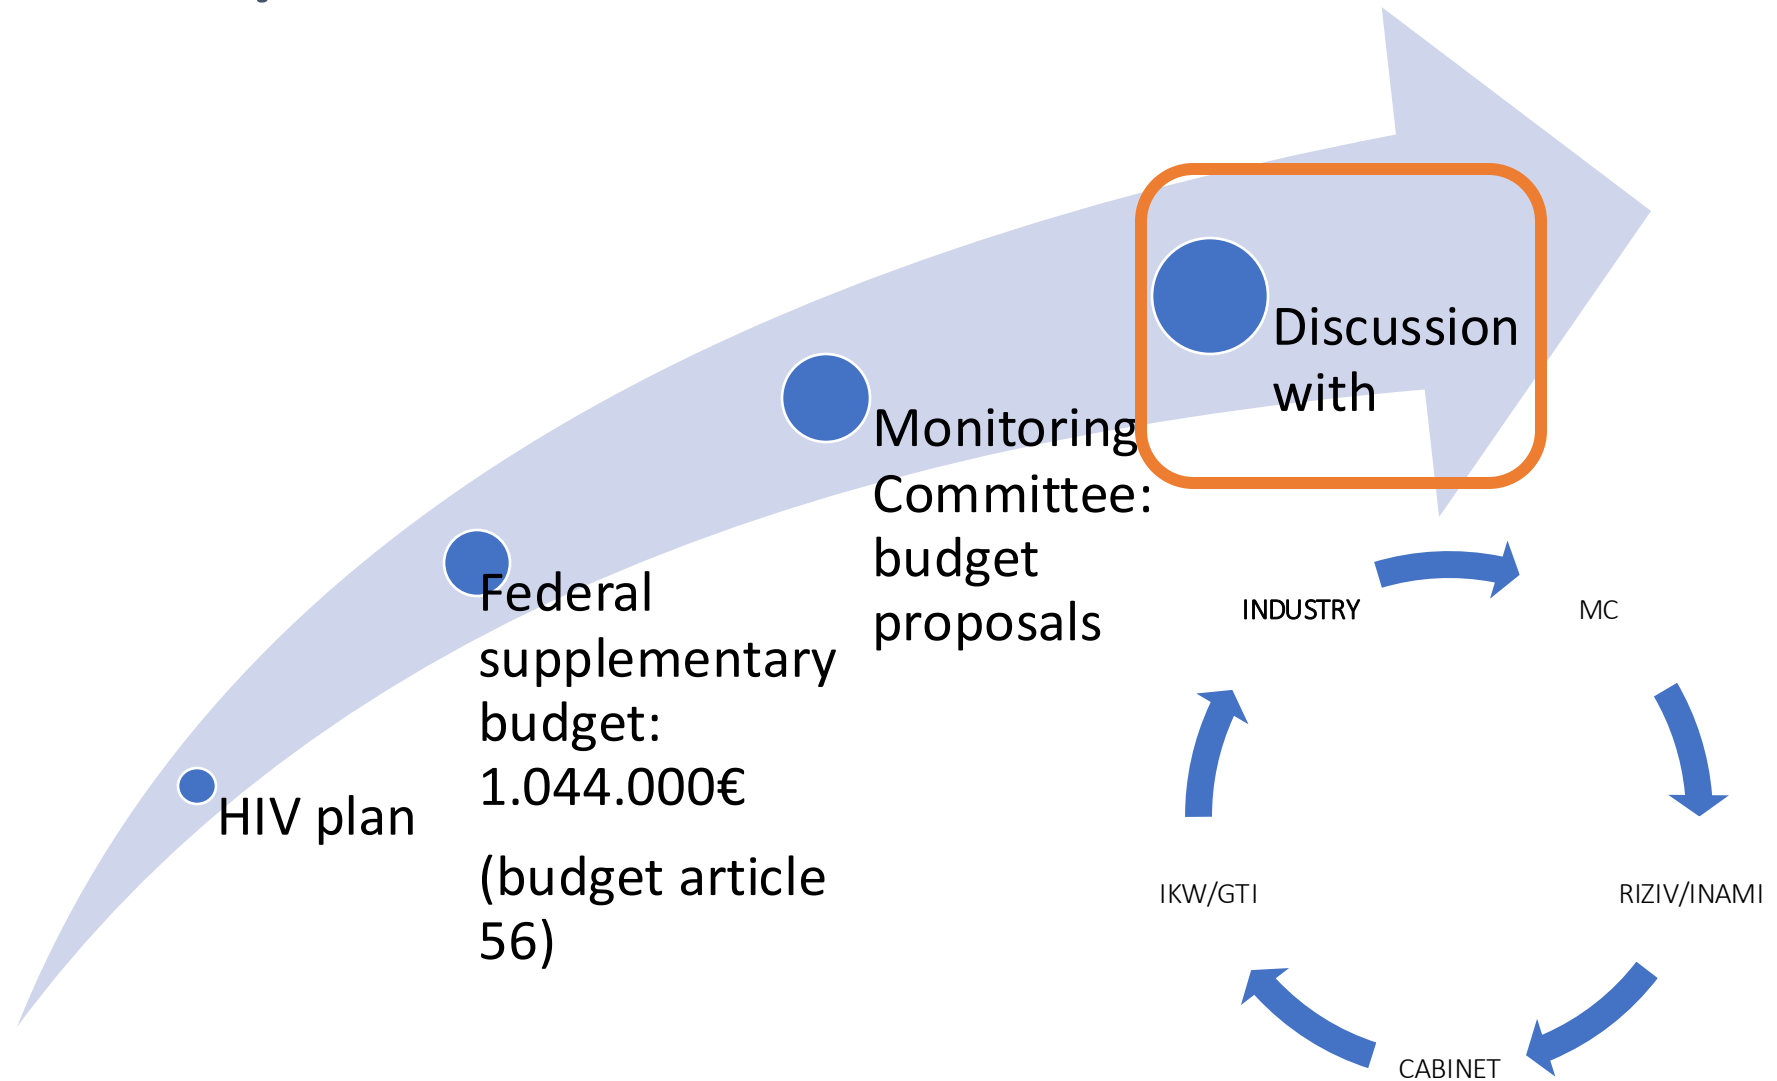 HIV plan
Federal
supplementary
budget:
1.044.000€
(budget article
56)
Monitoring
Committee:
budget
proposals
Discussion
with
INDUSTRY
MC
RIZIV/INAMI
CABINET
IKW/GTI